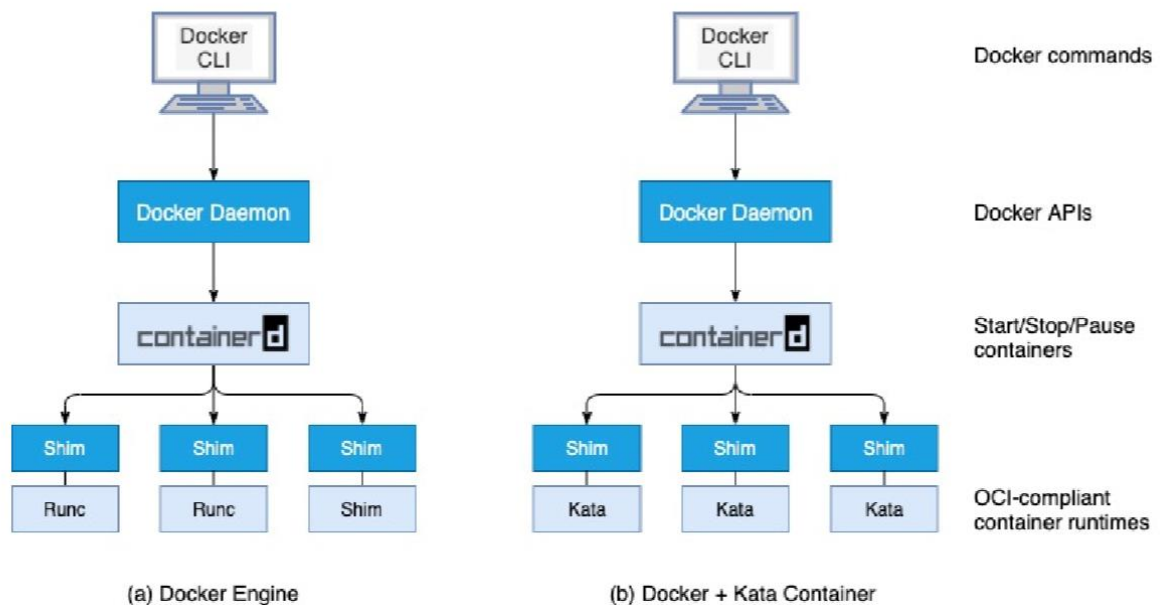 Docker
CLI
Docker
CLI
Docker commands
Docker Daemon
Docker Daemon
Docker APIs
containerd
containerd
Start/Stop/Pause
containers
Shim
Shim
Shim
Shim
Shim
Shim
Runc
Runc
Shim
Kata
Kata
Kata
OCI-compliant
container runtimes
(a) Docker Engine
(b) Docker + Kata Container